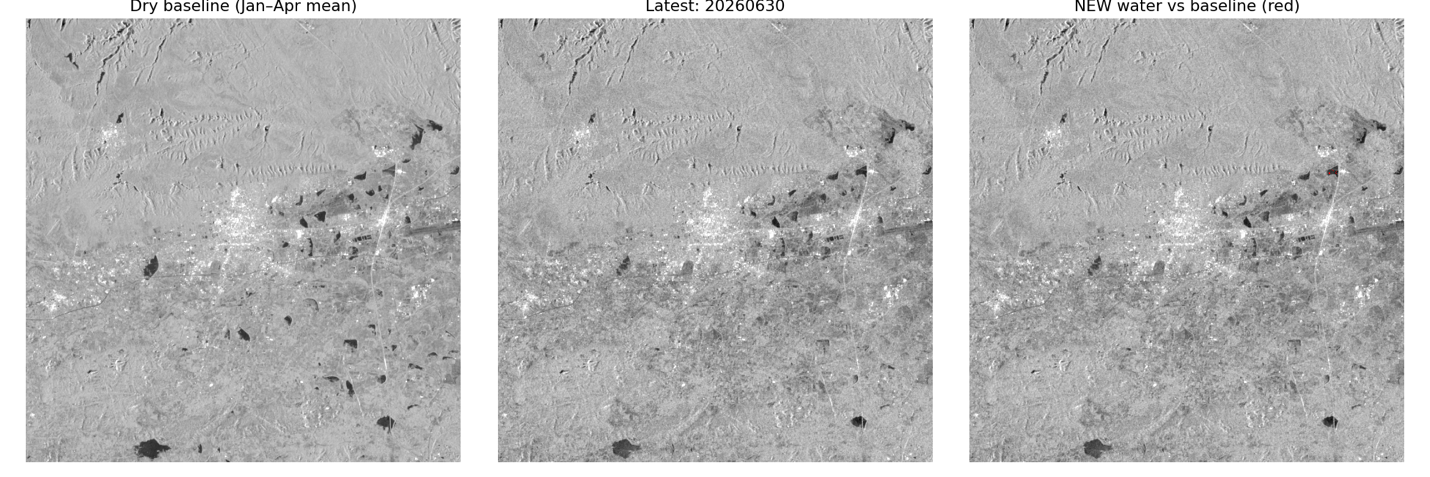 Dry baseline (Jan–Apr mean)
Latest: 20260630
NEW water vs baseline (red)